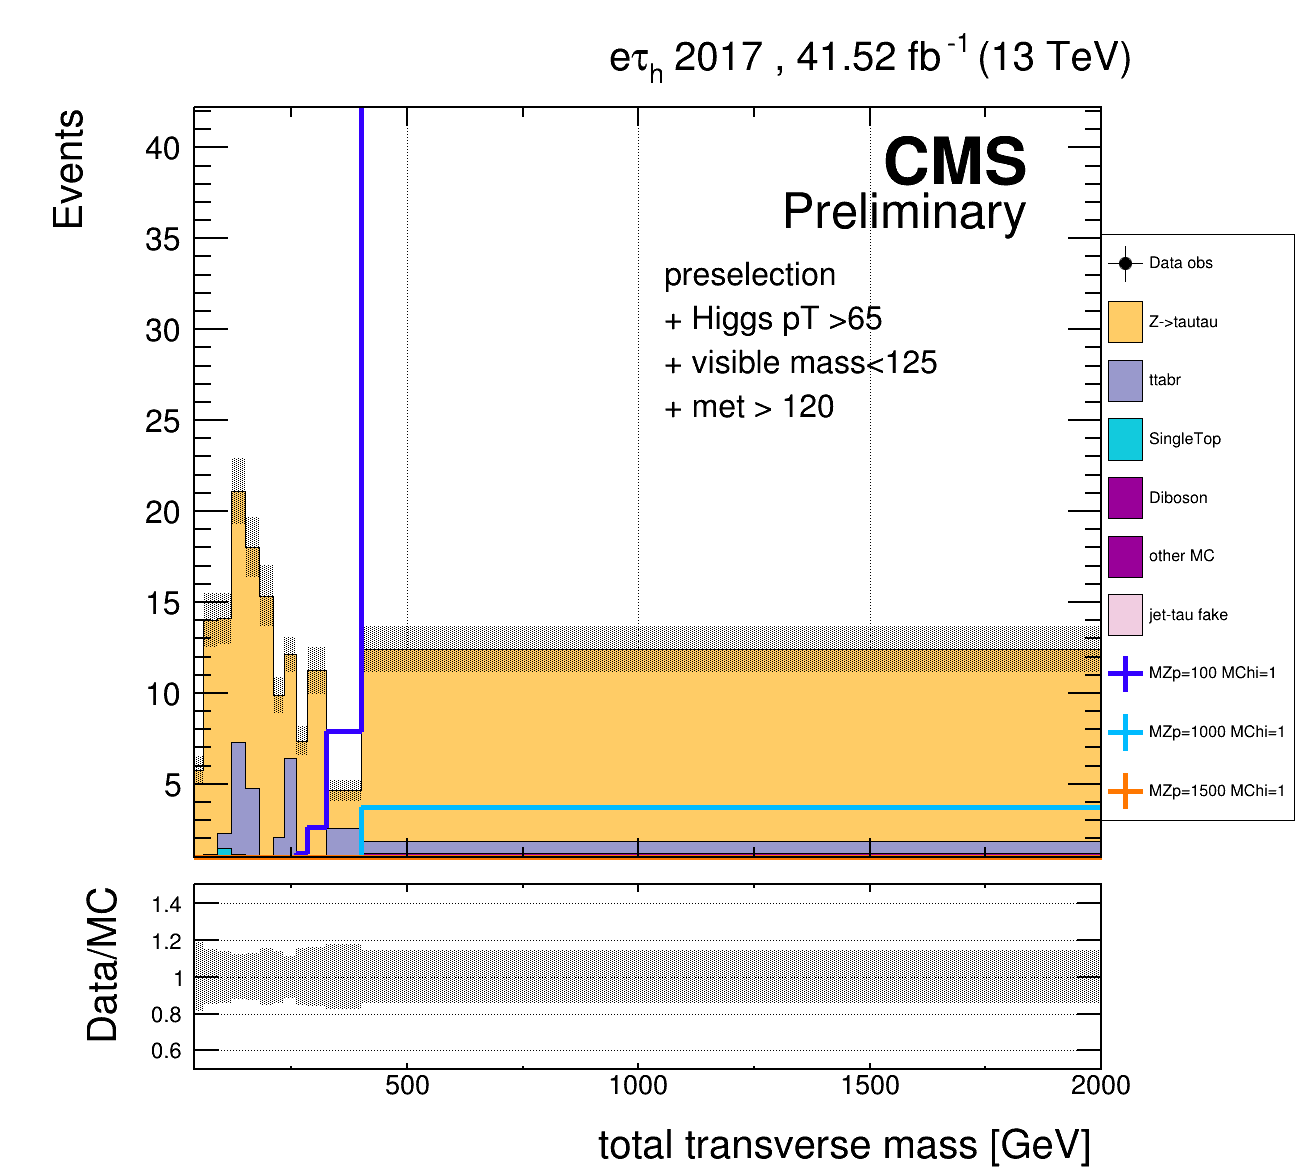 eτh 2017 , 41.52 fb-1 (13 TeV)
Events
40
35
30
25
20
15
10
5
CMS
Preliminary
preselection
+ Higgs pT >65
+ visible mass<125
+ met > 120
Data obs
Z->tautau
ttabr
SingleTop
Diboson
other MC
jet-tau fake
MZp=100 MChi=1
MZp=1000 MChi=1
MZp=1500 MChi=1
Data/MC
1.4
1.2
1
0.8
0.6
500 1000 1500 2000
total transverse mass [GeV]